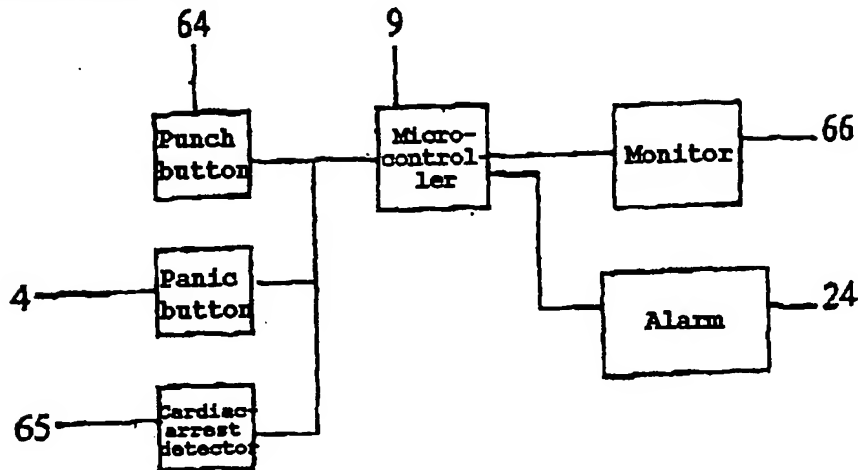 64
9
Punch
button
Micro-
control
ler
Monitor
66
4
Panic
button
Alarm
24
65
Cardiac-
arrest
detector